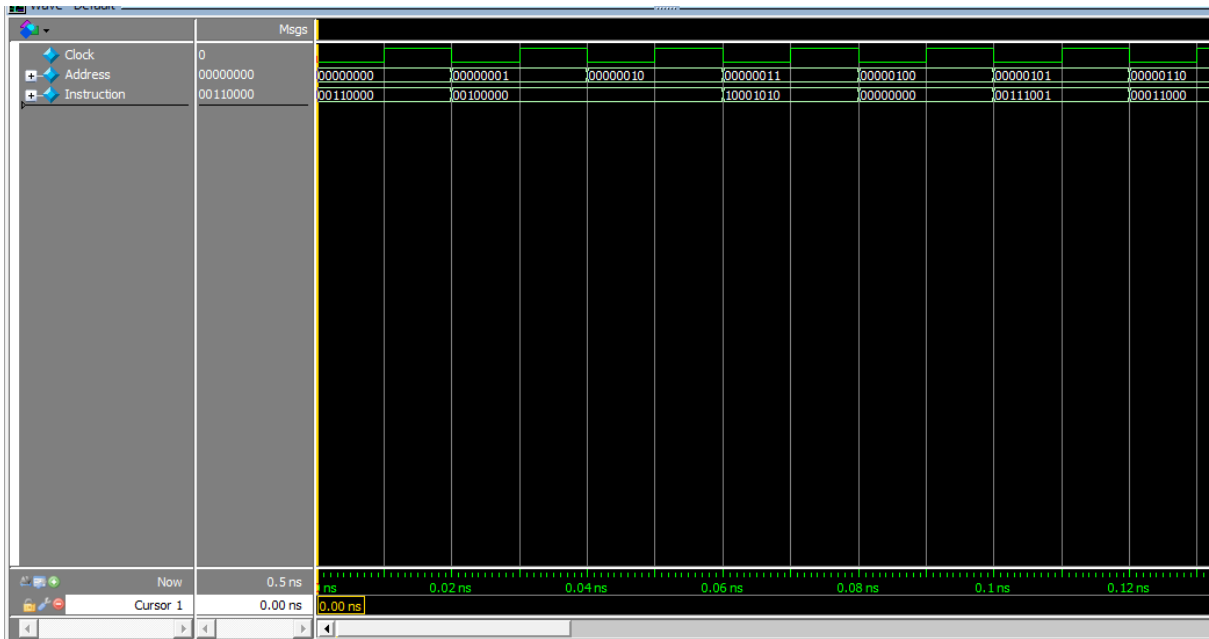 Wave - Default
Msgs
Clock 0
Address 00000000 00000000 00000001 00000010 00000011 00000100 00000101 00000110
Instruction 00110000 00110000 00100000 10001010 00000000 00111001 00011000
Now 0.5 ns ns 0.02 ns 0.04 ns 0.06 ns 0.08 ns 0.1 ns 0.12 ns
Cursor 1 0.00 ns 0.00 ns